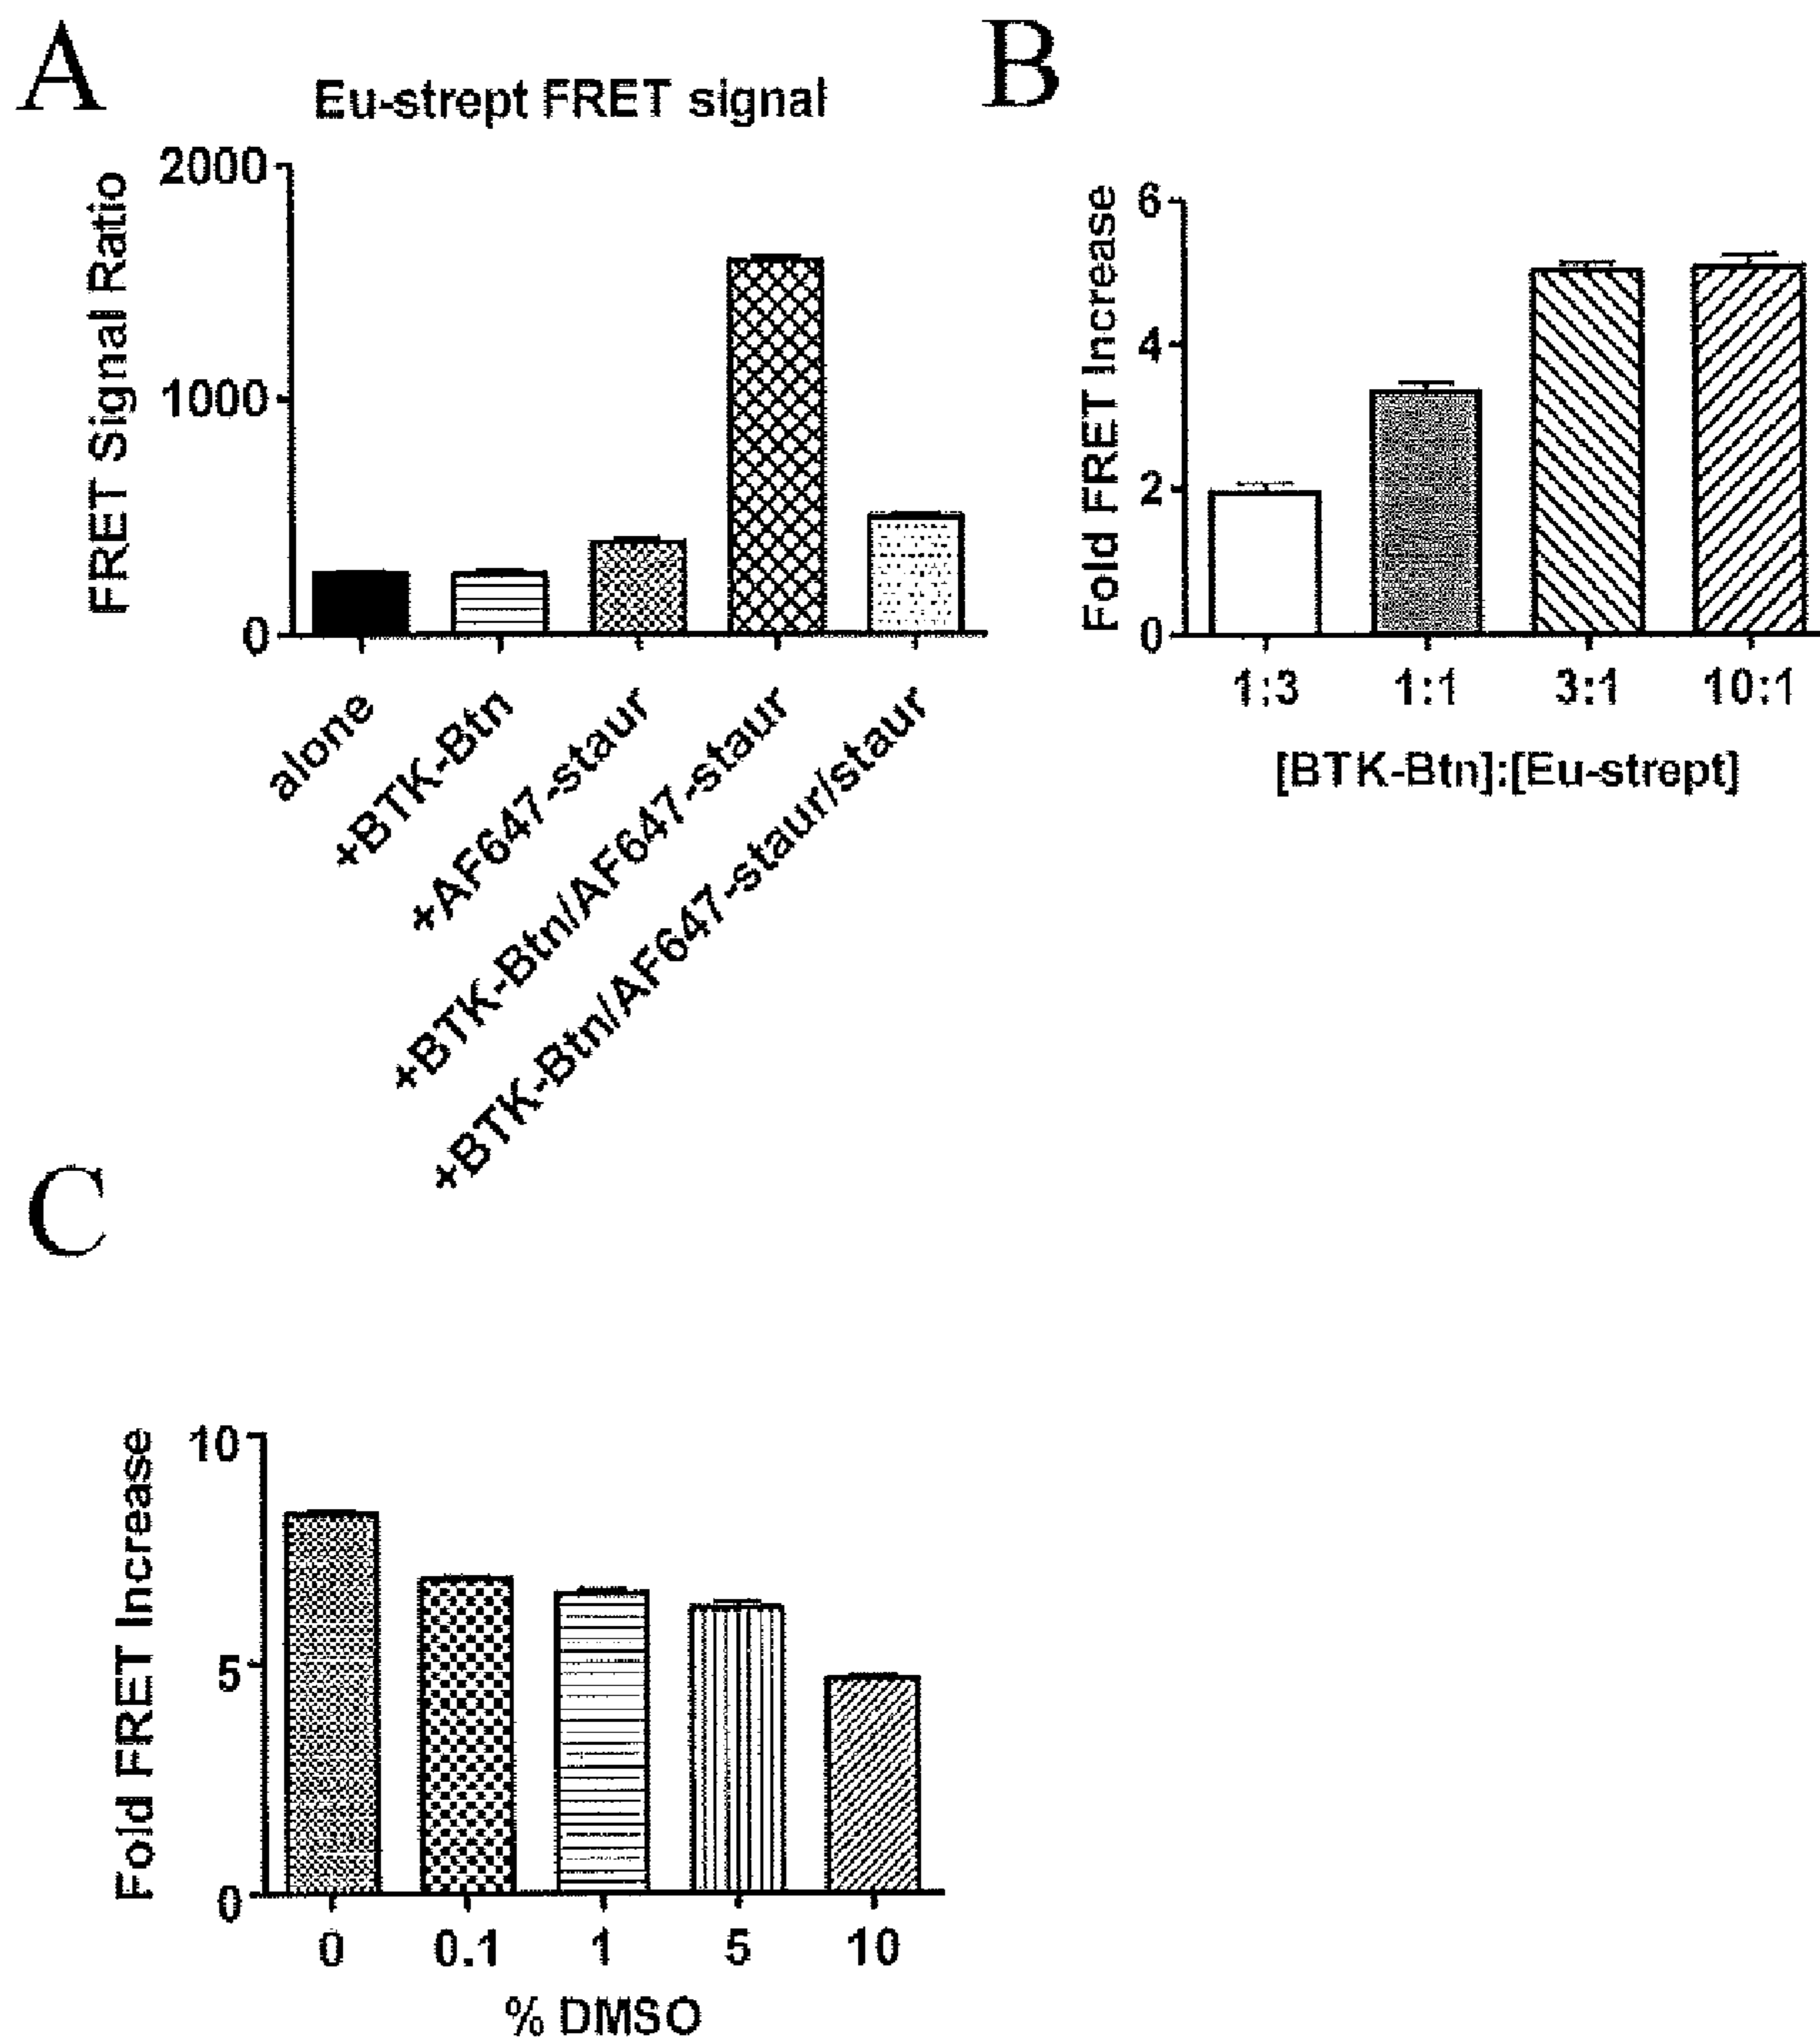 A
Eu-strept FRET signal
FRET Signal Ratio
2000
1000
0
alone
+BTK-Btn
+AF647-staur
+BTK-Btn/AF647-staur
+BTK-Btn/AF647-staur/staur
B
Fold FRET Increase
6
4
2
0
1:3 1:1 3:1 10:1
[BTK-Btn]:[Eu-strept]
C
Fold FRET Increase
10
5
0
0 0.1 1 5 10
% DMSO